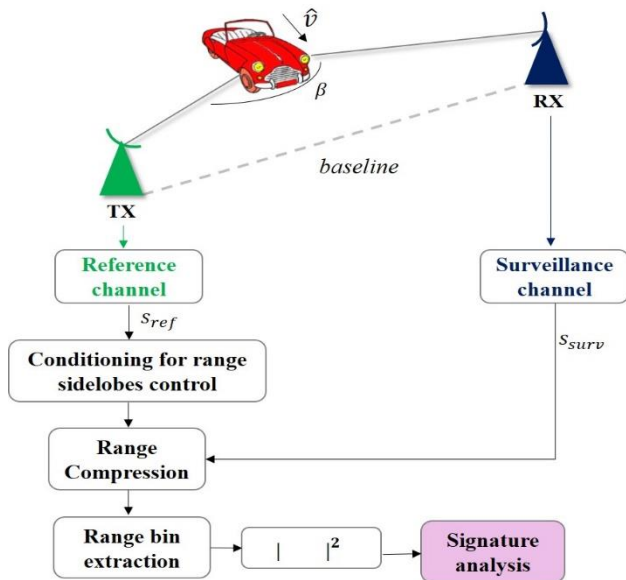 v̂
β
RX
baseline
TX
Reference
channel
Surveillance
channel
s_ref
s_surv
Conditioning for range
sidelobes control
Range
Compression
Range bin
extraction
| |²
Signature
analysis